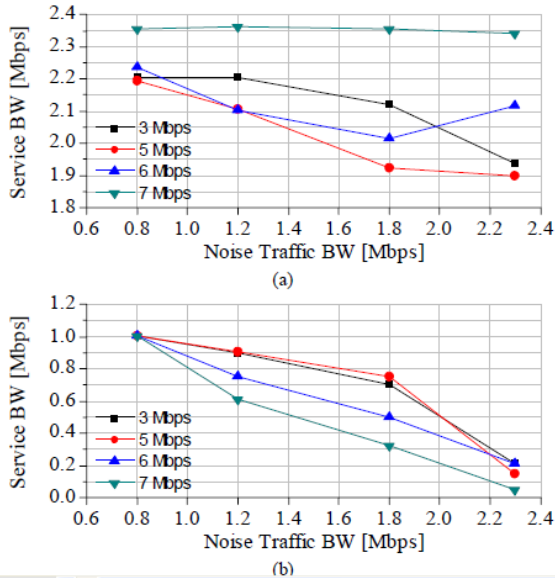 2.4
2.3
2.2
2.1
2.0
1.9
1.8
Service BW [Mbps]
3 Mbps
5 Mbps
6 Mbps
7 Mbps
0.6 0.8 1.0 1.2 1.4 1.6 1.8 2.0 2.2 2.4
Noise Traffic BW [Mbps]
(a)
1.2
1.0
0.8
0.6
0.4
0.2
0.0
Service BW [Mbps]
3 Mbps
5 Mbps
6 Mbps
7 Mbps
0.6 0.8 1.0 1.2 1.4 1.6 1.8 2.0 2.2 2.4
Noise Traffic BW [Mbps]
(b)